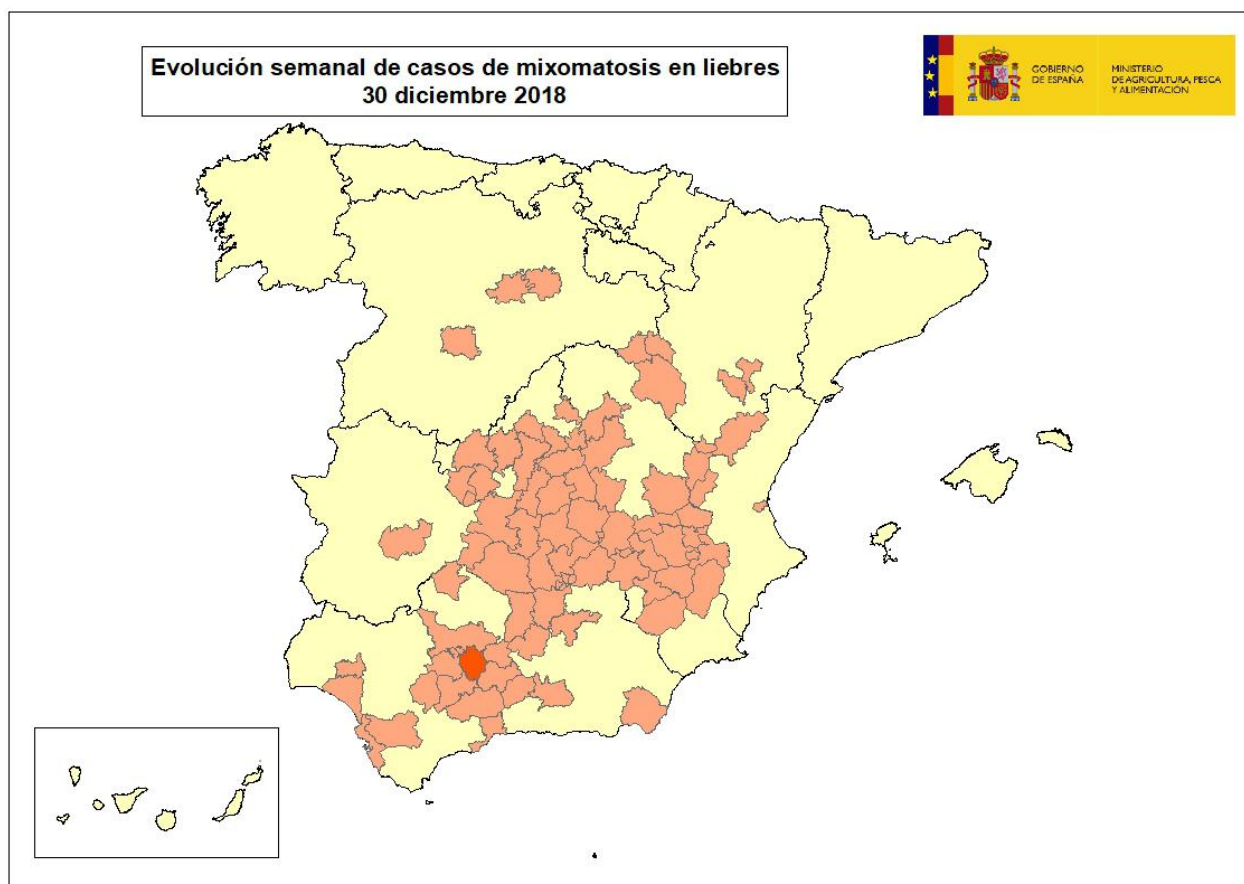 Evolución semanal de casos de mixomatosis en liebres
30 diciembre 2018
GOBIERNO
DE ESPAÑA
MINISTERIO
DE AGRICULTURA, PESCA
Y ALIMENTACIÓN